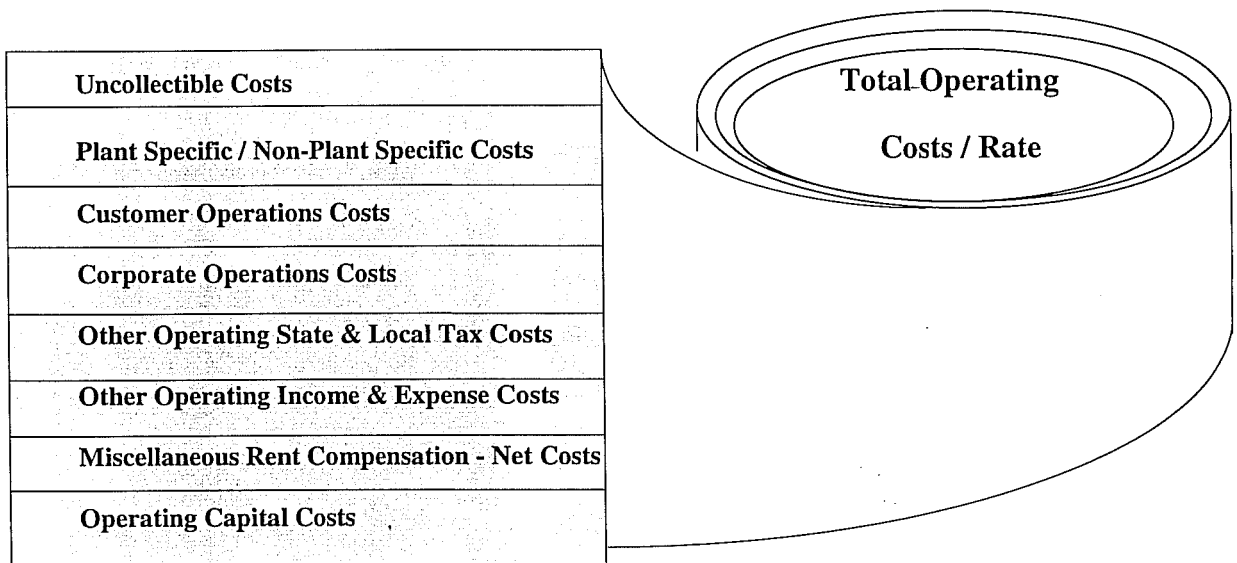 Uncollectible Costs
Plant Specific / Non-Plant Specific Costs
Customer Operations Costs
Corporate Operations Costs
Other Operating State & Local Tax Costs
Other Operating Income & Expense Costs
Miscellaneous Rent Compensation - Net Costs
Operating Capital Costs
Total Operating
Costs / Rate